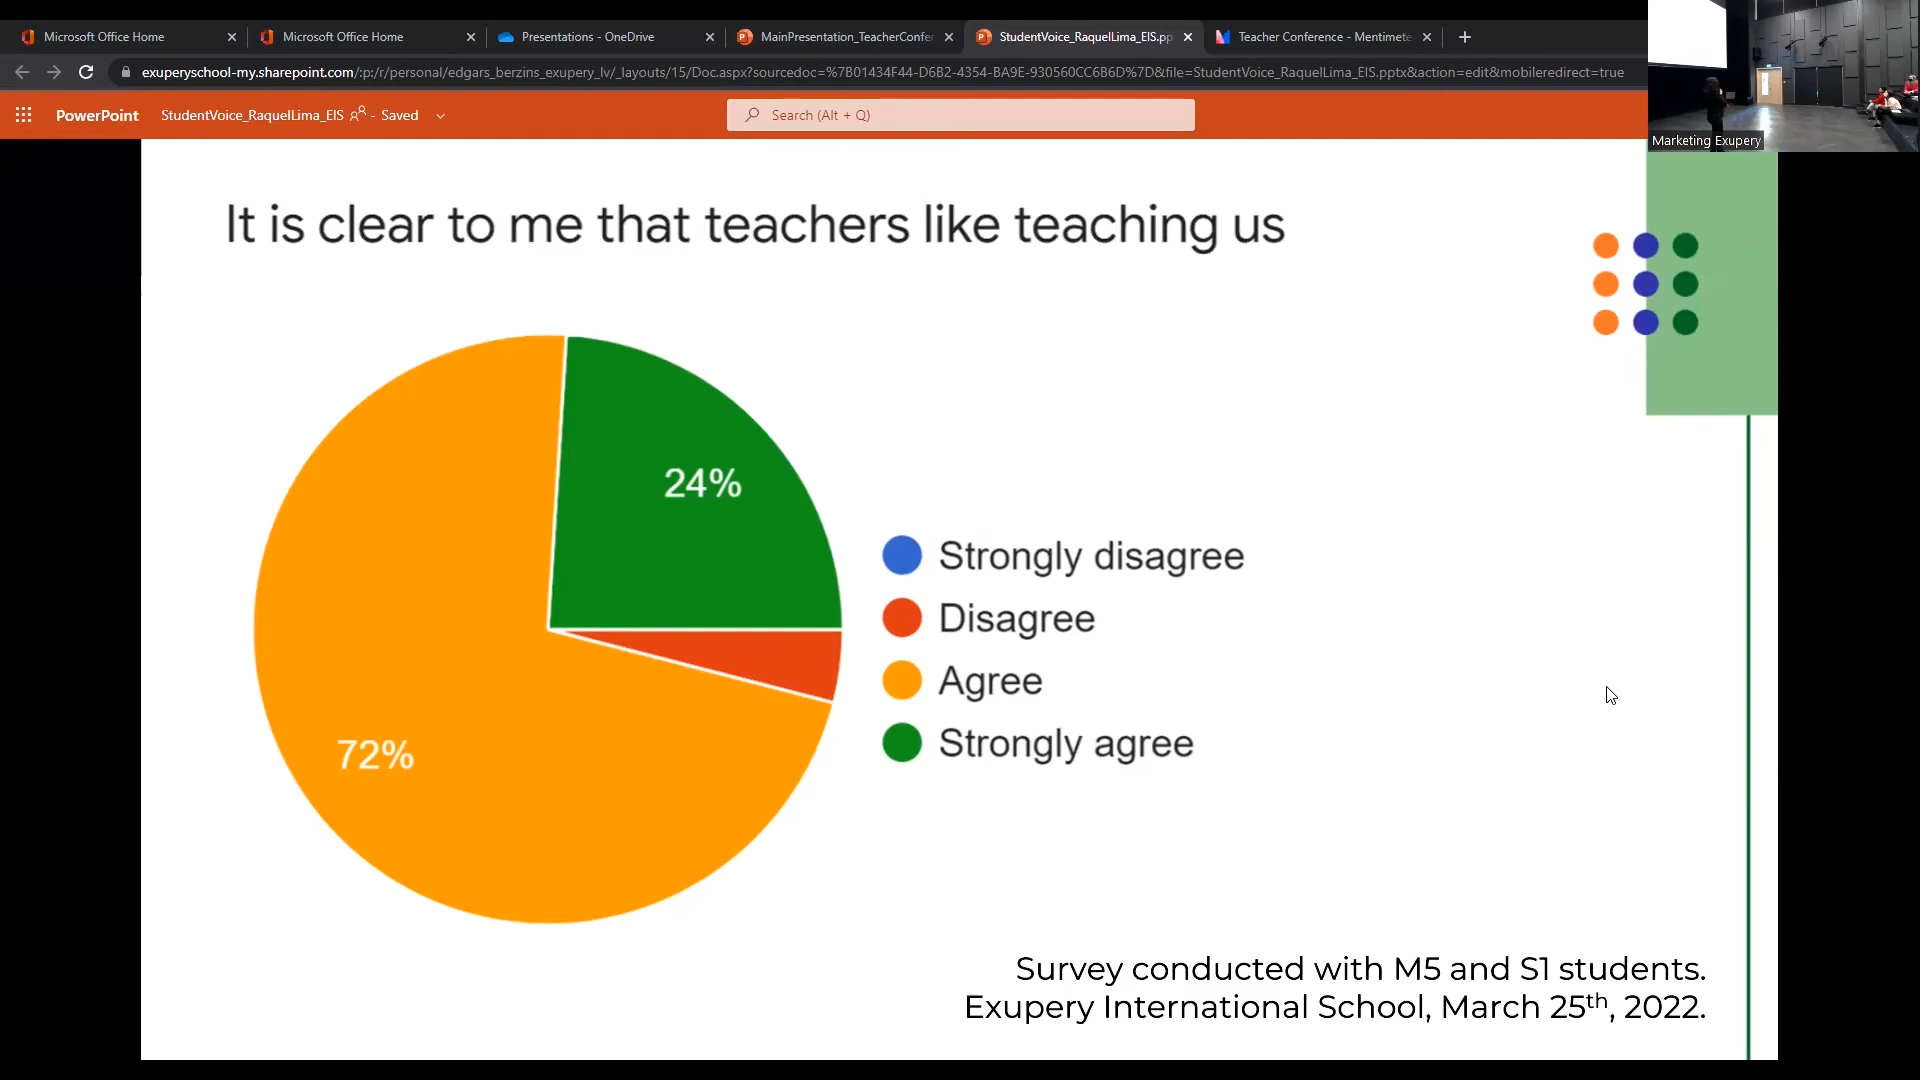 Microsoft Office Home
Microsoft Office Home
Presentations - OneDrive
MainPresentation_TeacherConfer
StudentVoice_RaquelLima_EIS.pp
Teacher Conference - Mentimete
exuperyschool-my.sharepoint.com/:p:/r/personal/edgars_berzins_exupery_lv/_layouts/15/Doc.aspx?sourcedoc=%7B01434F44-D6B2-4354-BA9E-930560CC6B6D%7D&file=StudentVoice_RaquelLima_EIS.pptx&action=edit&mobileredirect=true
PowerPoint StudentVoice_RaquelLima_EIS - Saved
Search (Alt + Q)
Marketing Exupery
It is clear to me that teachers like teaching us
24%
72%
Strongly disagree
Disagree
Agree
Strongly agree
Survey conducted with M5 and S1 students.
Exupery International School, March 25th, 2022.